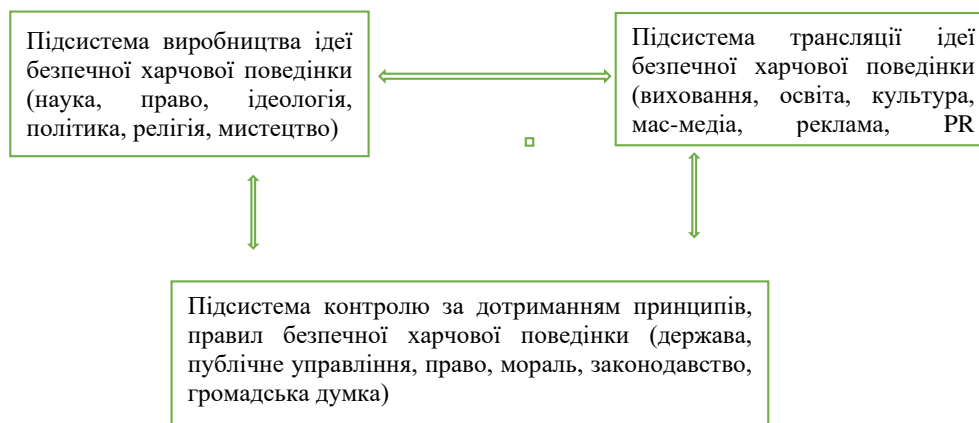 Підсистема виробництва ідеї
безпечної харчової поведінки
(наука, право, ідеологія,
політика, релігія, мистецтво)
Підсистема трансляції ідеї
безпечної харчової поведінки
(виховання, освіта, культура,
мас-медіа, реклама, PR
Підсистема контролю за дотриманням принципів,
правил безпечної харчової поведінки (держава,
публічне управління, право, мораль, законодавство,
громадська думка)